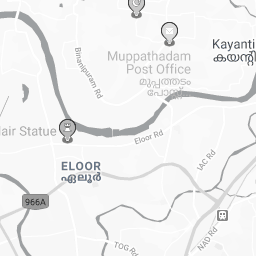 Muppathadam
Post Office
മുപ്പത്തടം
പോസ്റ്റ്
Kayanti
കയന്റി
Binanipuram Rd
air Statue
Eloor Rd
ELOOR
ഏലൂർ
IAC Rd
966A
TOG Rd
NAD Rd